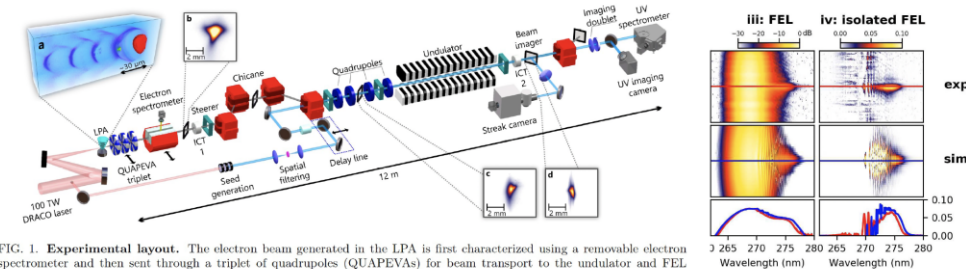 a
~30 μm
b
2 mm
LPA
Electron
spectrometer
Steerer
Chicane
Quadrupoles
Undulator
Beam
imager
Imaging
doublet
UV
spectrometer
ICT
1
ICT
2
QUAPEVA
triplet
UV imaging
camera
Streak camera
Delay line
Spatial
filtering
Seed
generation
12 m
100 TW
DRACO laser
c
2 mm
d
2 mm
FIG. 1. Experimental layout. The electron beam generated in the LPA is first characterized using a removable electron
spectrometer and then sent through a triplet of quadrupoles (QUAPEVAs) for beam transport to the undulator and FEL
iii: FEL
iv: isolated FEL
−30 −20 −10 0 dB
0.00 0.05 0.10
exp
sim
0.10
0.05
0.00
265 270 275 280
265 270 275 280
Wavelength (nm)
Wavelength (nm)